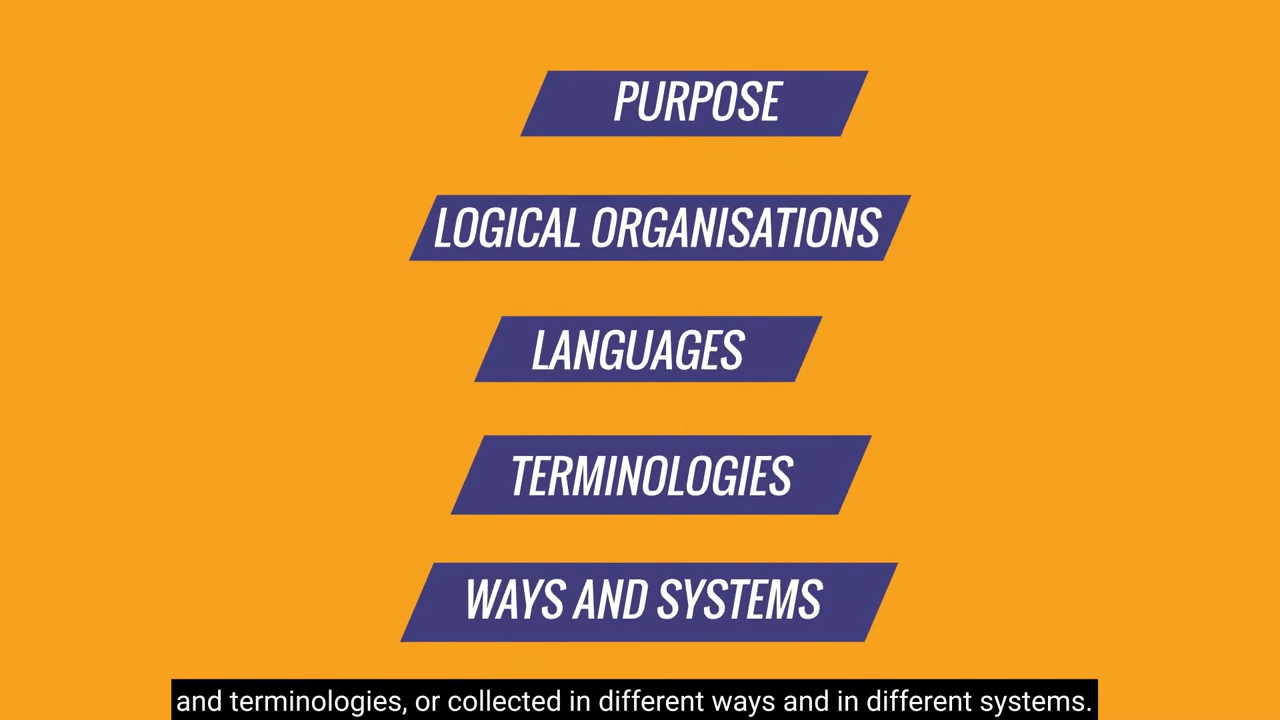 PURPOSE
LOGICAL ORGANISATIONS
LANGUAGES
TERMINOLOGIES
WAYS AND SYSTEMS
and terminologies, or collected in different ways and in different systems.